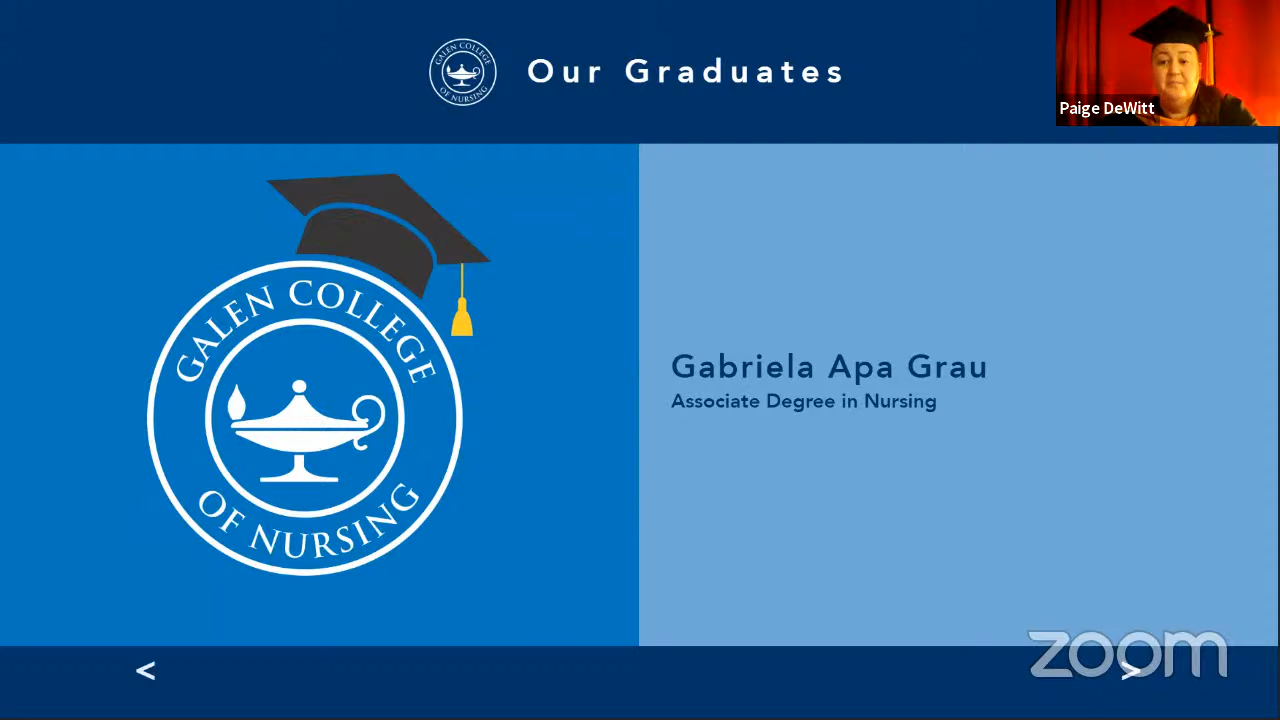 GALEN COLLEGE
OF NURSING
Our Graduates
Paige DeWitt
GALEN COLLEGE
OF NURSING
Gabriela Apa Grau
Associate Degree in Nursing
zoom
< >